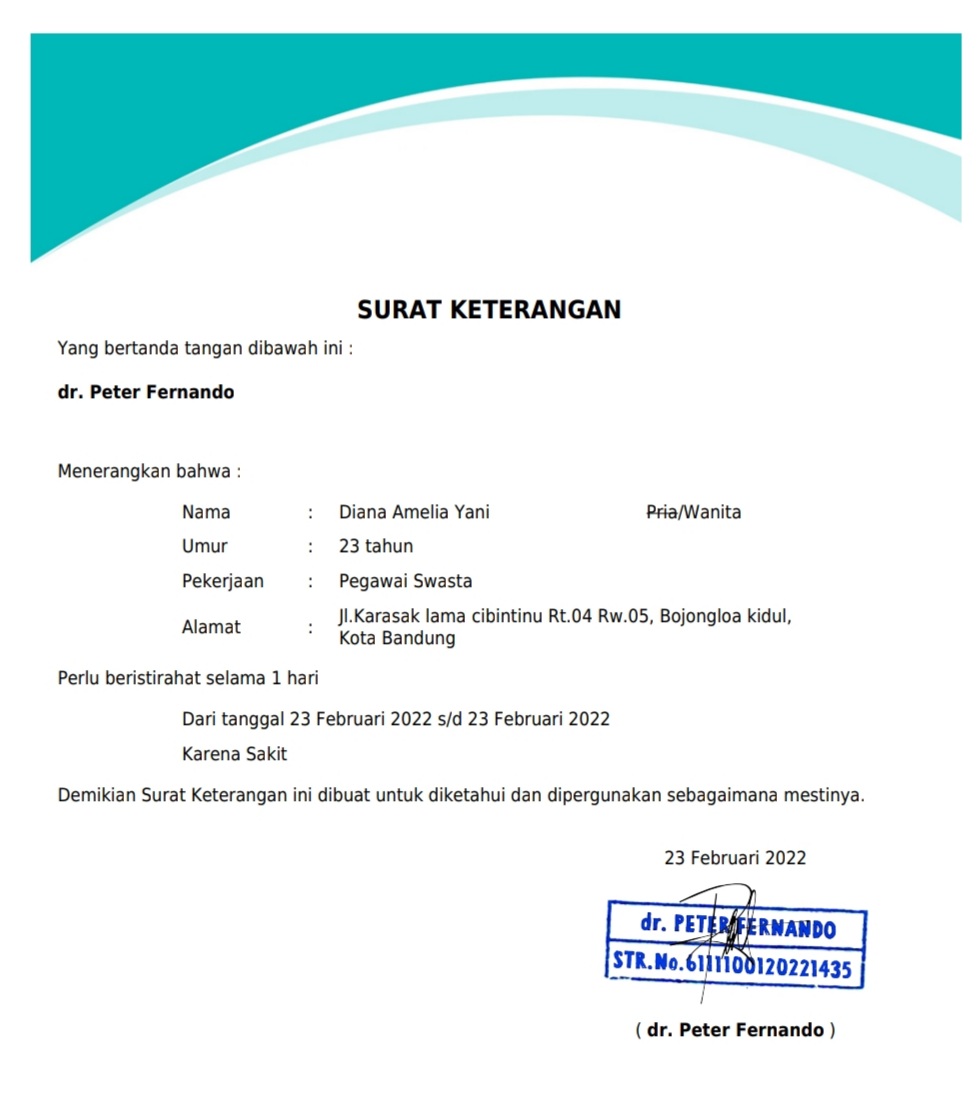 SURAT KETERANGAN
Yang bertanda tangan dibawah ini :
dr. Peter Fernando
Menerangkan bahwa :
Nama : Diana Amelia Yani Pria/Wanita
Umur : 23 tahun
Pekerjaan : Pegawai Swasta
Alamat : Jl.Karasak lama cibintinu Rt.04 Rw.05, Bojongloa kidul,
Kota Bandung
Perlu beristirahat selama 1 hari
Dari tanggal 23 Februari 2022 s/d 23 Februari 2022
Karena Sakit
Demikian Surat Keterangan ini dibuat untuk diketahui dan dipergunakan sebagaimana mestinya.
23 Februari 2022
dr. PETER FERNANDO
STR.No.6111100120221435
( dr. Peter Fernando )